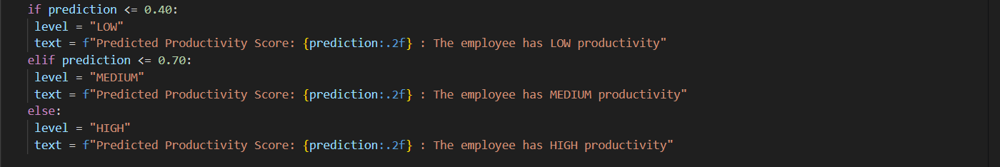 if prediction <= 0.40:
 level = "LOW"
 text = f"Predicted Productivity Score: {prediction:.2f} : The employee has LOW productivity"
elif prediction <= 0.70:
 level = "MEDIUM"
 text = f"Predicted Productivity Score: {prediction:.2f} : The employee has MEDIUM productivity"
else:
 level = "HIGH"
 text = f"Predicted Productivity Score: {prediction:.2f} : The employee has HIGH productivity"